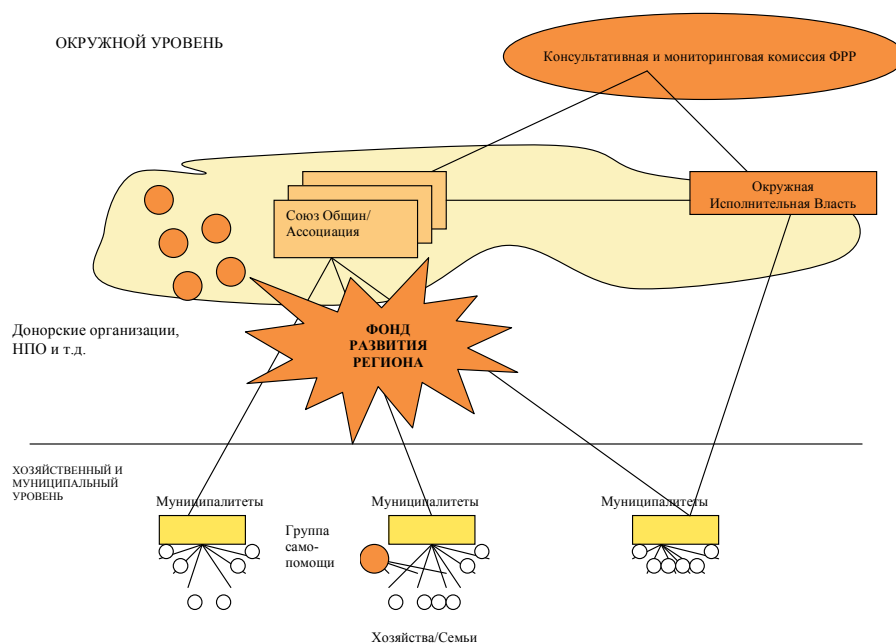 ОКРУЖНОЙ УРОВЕНЬ
Консультативная и мониторинговая комиссия ФРР
Окружная
Исполнительная Власть
Союз Общин/
Ассоциация
ФОНД
РАЗВИТИЯ
РЕГИОНА
Донорские организации,
НПО и т.д.
ХОЗЯЙСТВЕННЫЙ И
МУНИЦИПАЛЬНЫЙ
УРОВЕНЬ
Муниципалитеты
Муниципалитеты
Муниципалитеты
Группа
само-
помощи
Хозяйства/Семьи